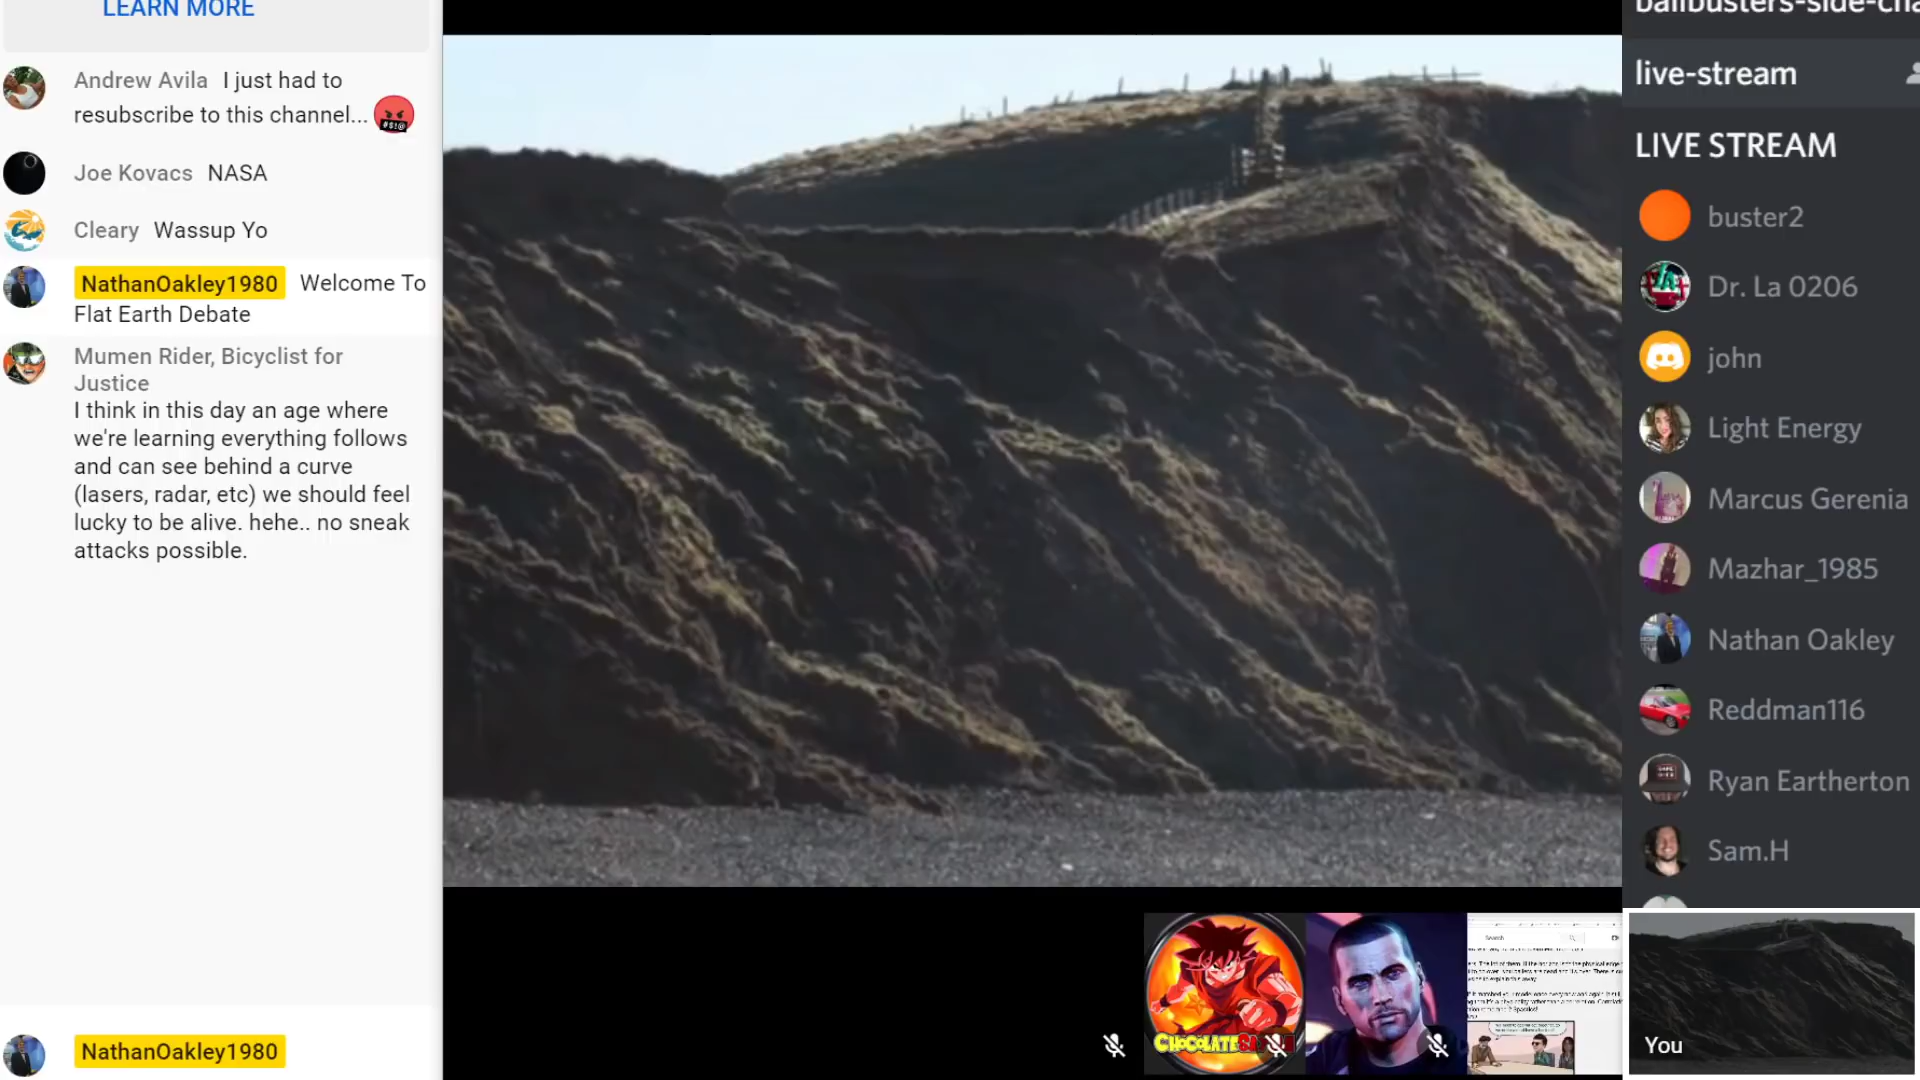 LEARN MORE
Andrew Avila I just had to
resubscribe to this channel...
Joe Kovacs NASA
Cleary Wassup Yo
NathanOakley1980 Welcome To
Flat Earth Debate
Mumen Rider, Bicyclist for
Justice
I think in this day an age where
we're learning everything follows
and can see behind a curve
(lasers, radar, etc) we should feel
lucky to be alive. hehe.. no sneak
attacks possible.
NathanOakley1980
CHOCOLATE
Search
You
live-stream
LIVE STREAM
buster2
Dr. La 0206
john
Light Energy
Marcus Gerenia
Mazhar_1985
Nathan Oakley
Reddman116
Ryan Eartherton
Sam.H